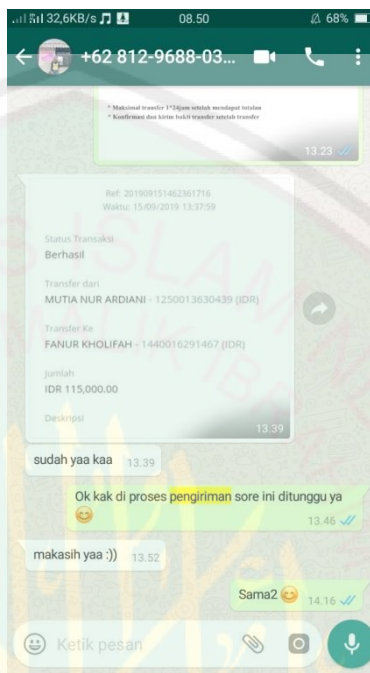 32,6KB/s
08.50
68%
+62 812-9688-03...
* Maksimal transfer 1*24jam setelah mendapat totalan
* Konfirmasi dan kirim bukti transfer setelah transfer
13.23
Ref: 201909151462361716
Waktu: 15/09/2019 13:37:59
Status Transaksi
Berhasil
Transfer dari
MUTIA NUR ARDIANI - 1250013630439 (IDR)
Transfer Ke
FANUR KHOLIFAH - 1440016291467 (IDR)
Jumlah
IDR 115,000.00
Deskripsi
13.39
sudah yaa kaa 13.39
Ok kak di proses pengiriman sore ini ditunggu ya
😊
13.46
makasih yaa :)) 13.52
Sama2 😊 14.16
Ketik pesan